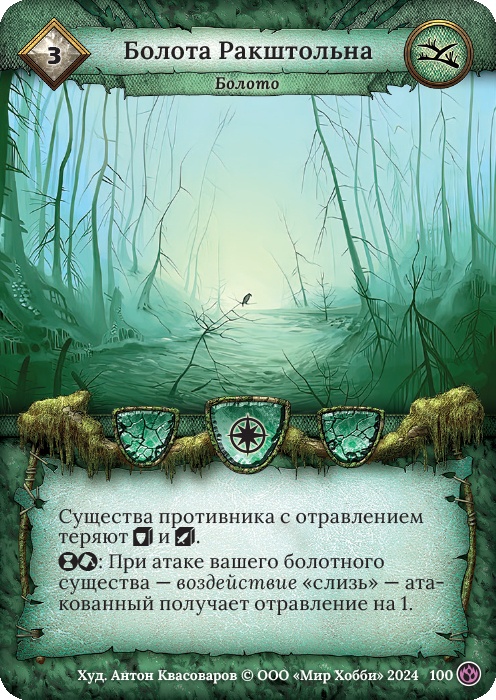 3
Болота Ракштольна
Болото
Существа противника с отравлением
теряют и .
: При атаке вашего болотного
существа — воздействие «слизь» — ата-
кованный получает отравление на 1.
Худ. Антон Квасоваров © ООО «Мир Хобби» 2024 100